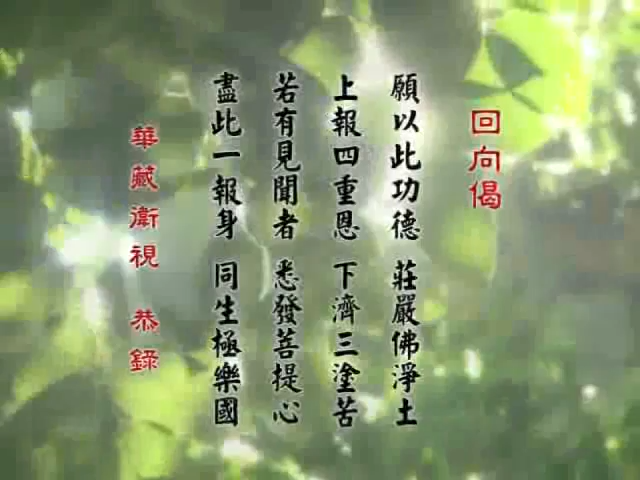 回向偈
願以此功德 莊嚴佛淨土
上報四重恩 下濟三塗苦
若有見聞者 悉發菩提心
盡此一報身 同生極樂國
華藏衛視 恭錄